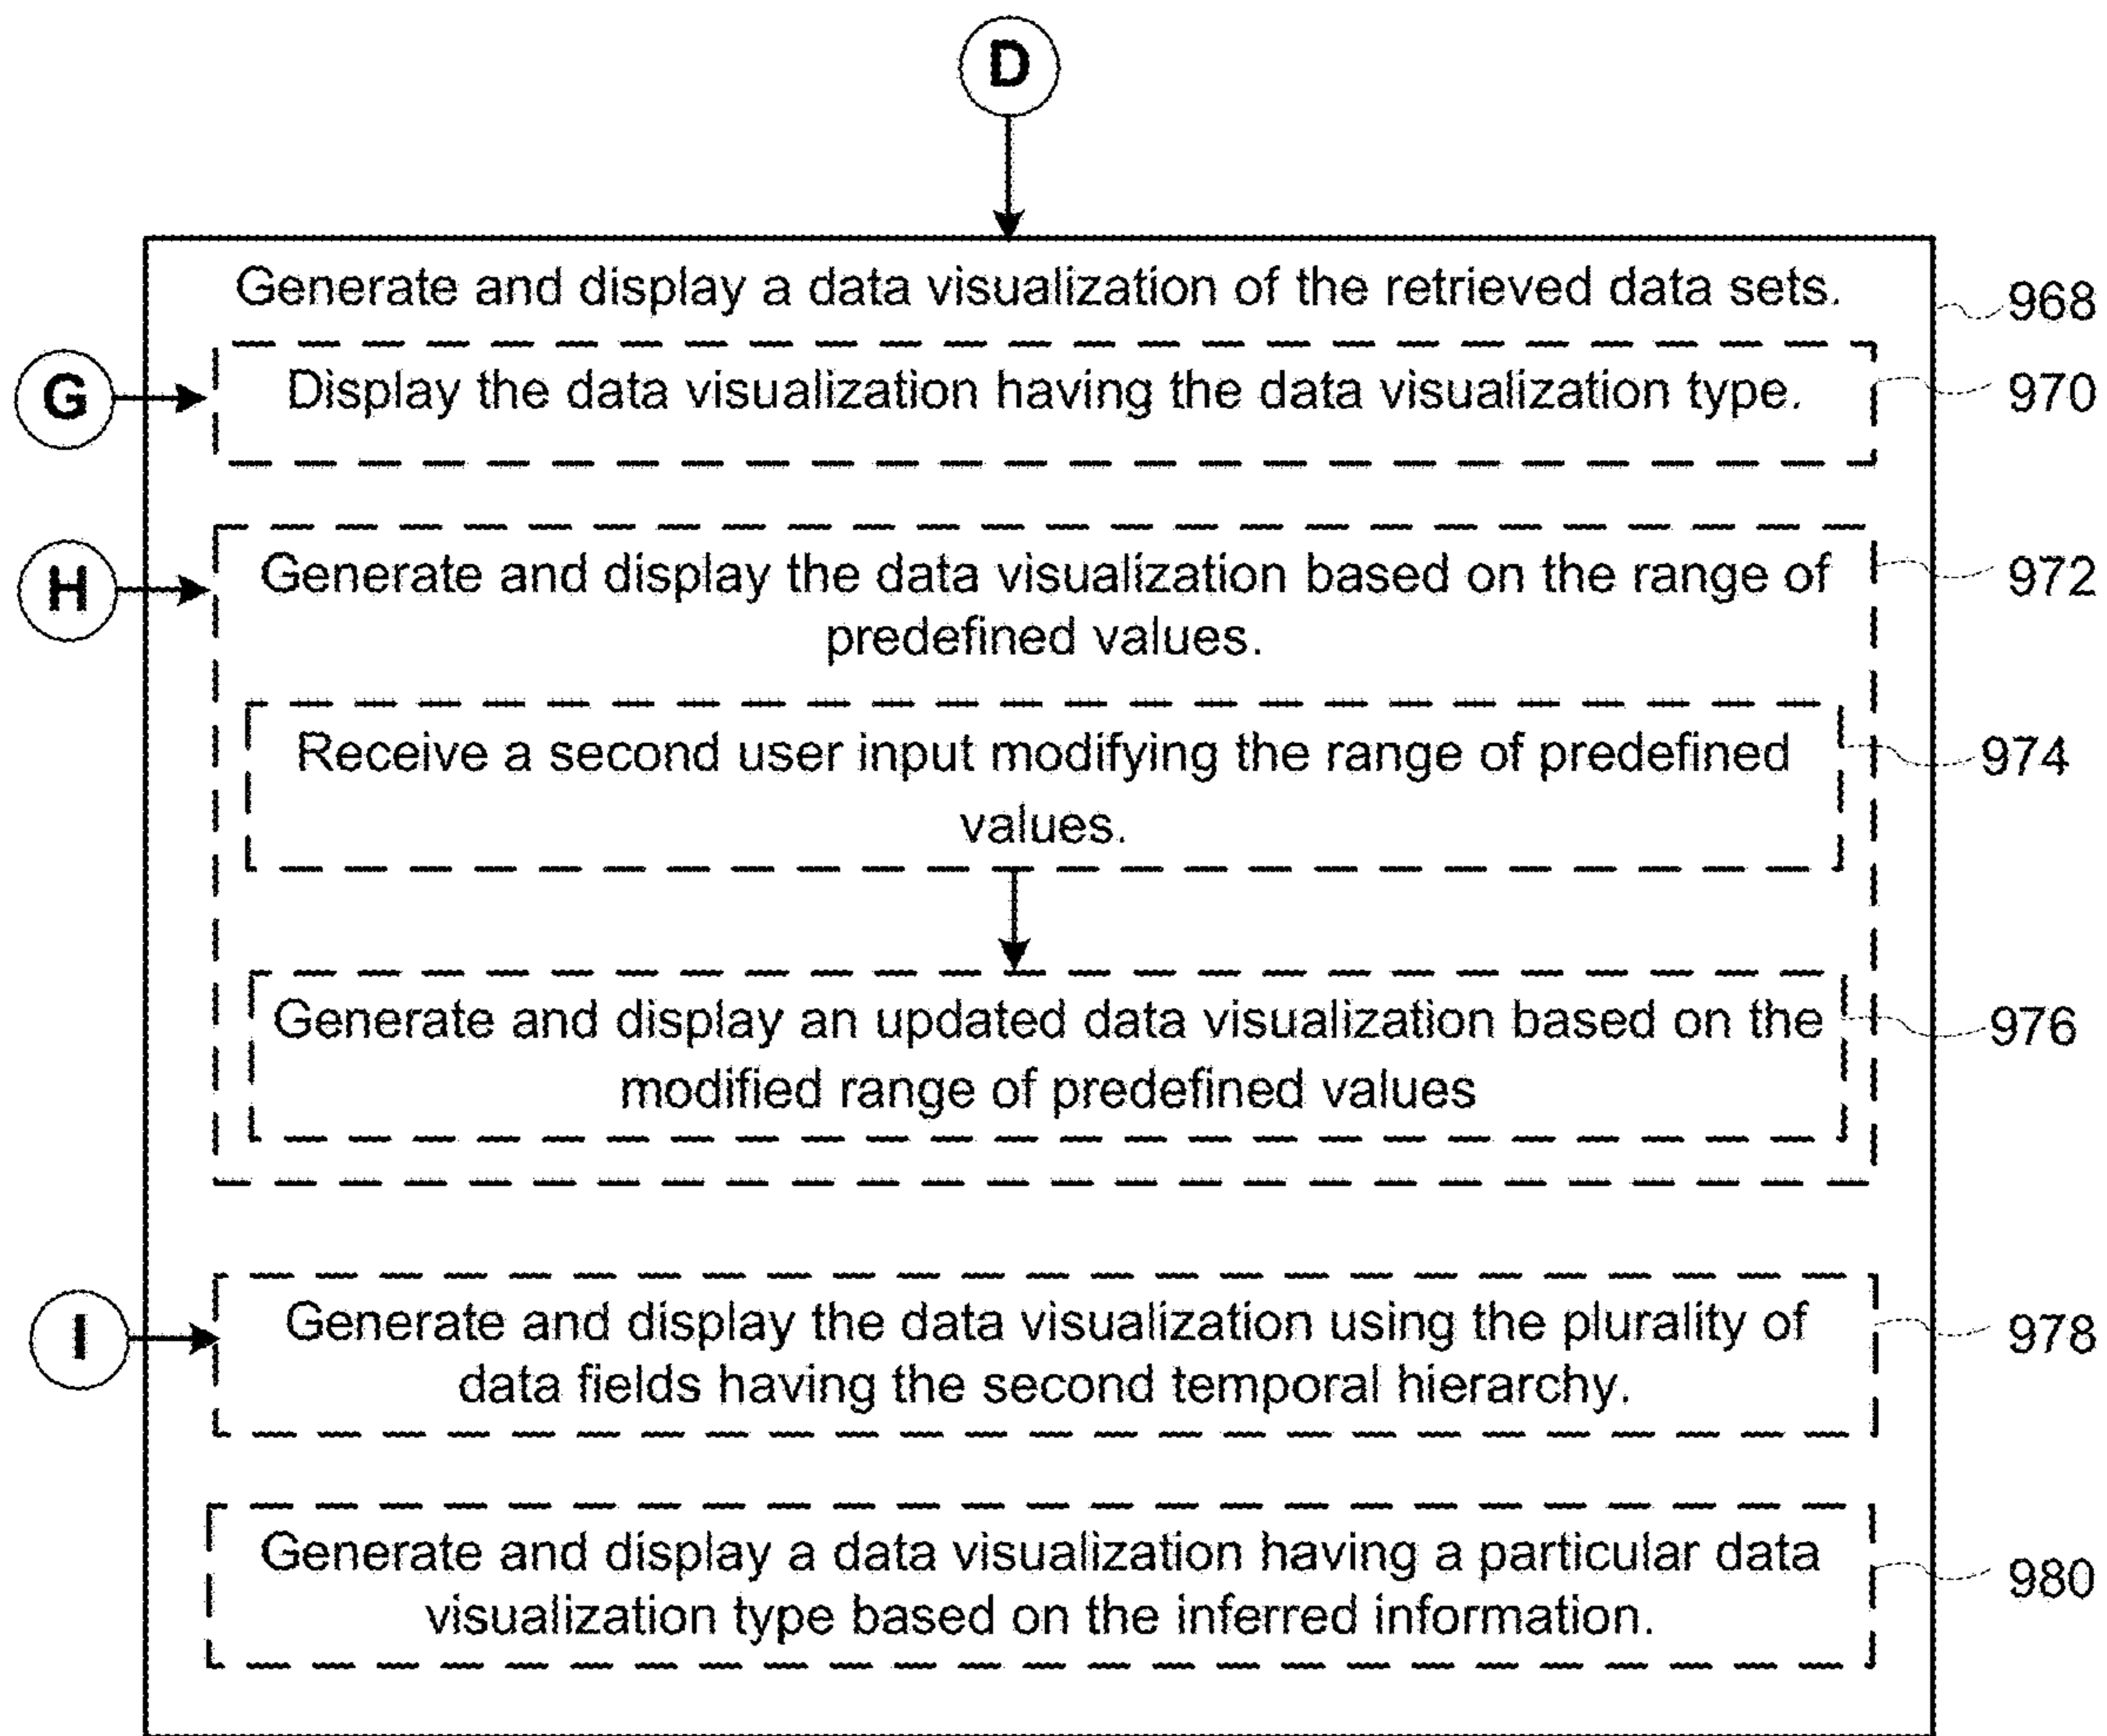 D
Generate and display a data visualization of the retrieved data sets.
968
G
Display the data visualization having the data visualization type.
970
H
Generate and display the data visualization based on the range of
predefined values.
972
Receive a second user input modifying the range of predefined
values.
974
Generate and display an updated data visualization based on the
modified range of predefined values
976
I
Generate and display the data visualization using the plurality of
data fields having the second temporal hierarchy.
978
Generate and display a data visualization having a particular data
visualization type based on the inferred information.
980